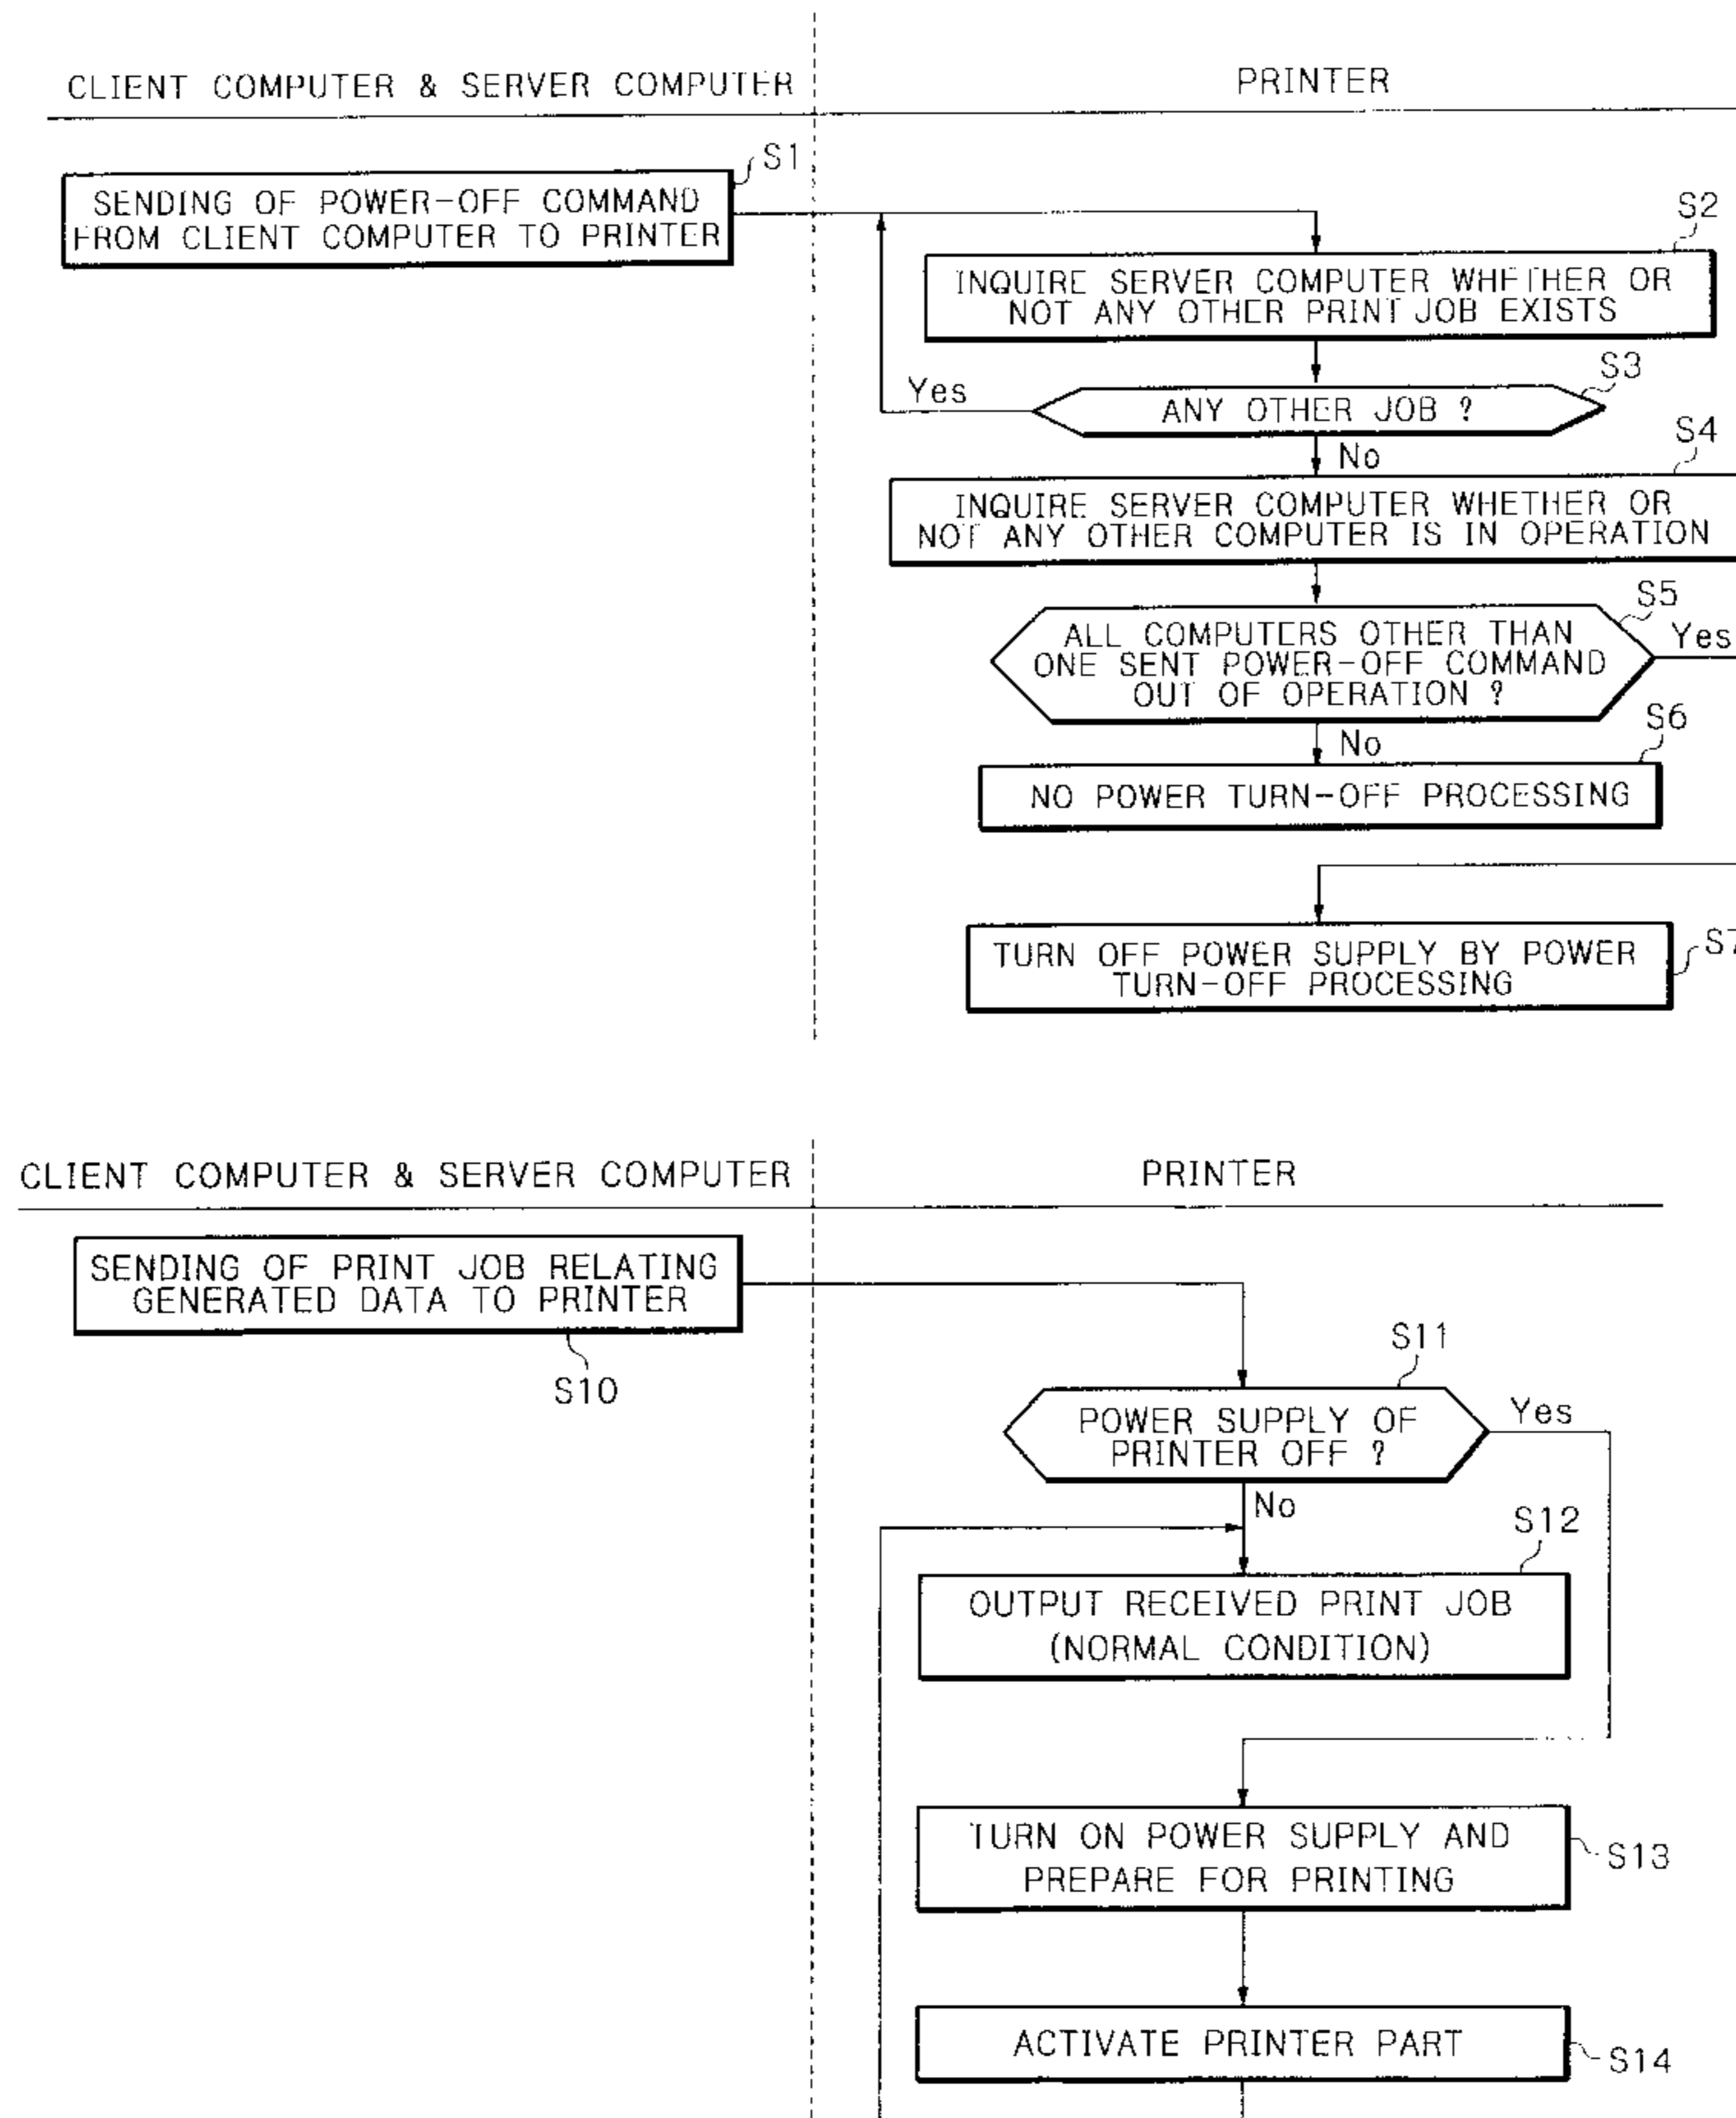 CLIENT COMPUTER & SERVER COMPUTER
PRINTER
S1
SENDING OF POWER-OFF COMMAND
FROM CLIENT COMPUTER TO PRINTER
S2
INQUIRE SERVER COMPUTER WHETHER OR
NOT ANY OTHER PRINT JOB EXISTS
S3
Yes
ANY OTHER JOB ?
No
S4
INQUIRE SERVER COMPUTER WHETHER OR
NOT ANY OTHER COMPUTER IS IN OPERATION
S5
ALL COMPUTERS OTHER THAN
ONE SENT POWER-OFF COMMAND
OUT OF OPERATION ?
Yes
No
S6
NO POWER TURN-OFF PROCESSING
TURN OFF POWER SUPPLY BY POWER
TURN-OFF PROCESSING
S7
CLIENT COMPUTER & SERVER COMPUTER
PRINTER
SENDING OF PRINT JOB RELATING
GENERATED DATA TO PRINTER
S10
S11
POWER SUPPLY OF
PRINTER OFF ?
Yes
No
S12
OUTPUT RECEIVED PRINT JOB
(NORMAL CONDITION)
TURN ON POWER SUPPLY AND
PREPARE FOR PRINTING
S13
ACTIVATE PRINTER PART
S14